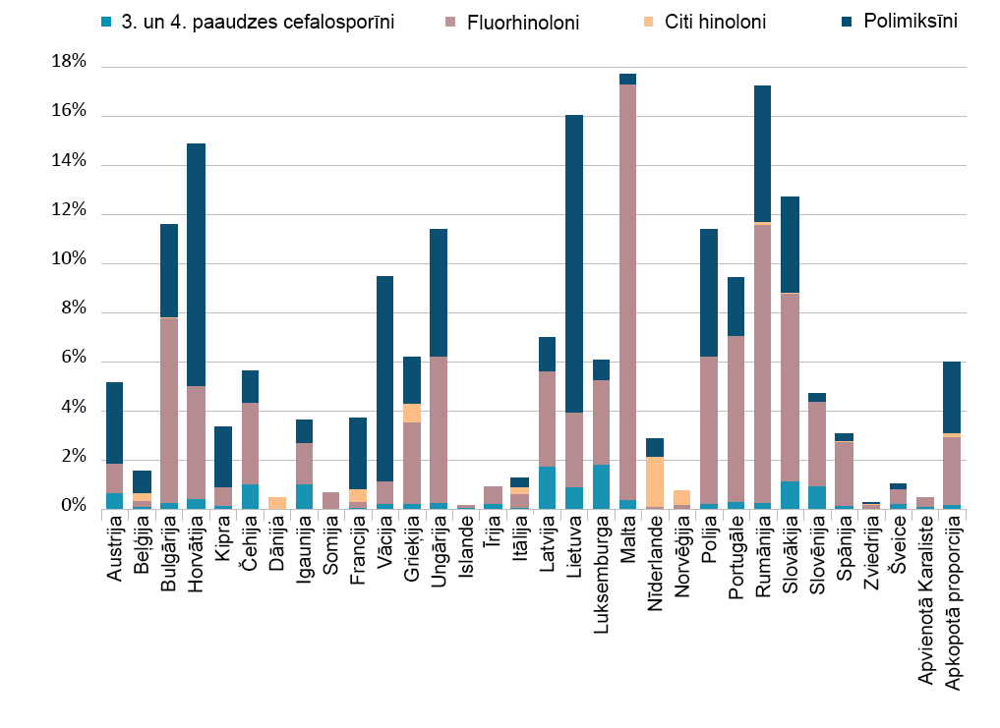 3. un 4. paaudzes cefalosporīni
Fluorhinoloni
Citi hinoloni
Polimiksīni
18%
16%
14%
12%
10%
8%
6%
4%
2%
0%
Austrija
Beļģija
Bulgārija
Horvātija
Kipra
Čehija
Dānija
Igaunija
Somija
Francija
Vācija
Grieķija
Ungārija
Islande
Īrija
Itālija
Latvija
Lietuva
Luksemburga
Malta
Nīderlande
Norvēģija
Polija
Portugāle
Rumānija
Slovākija
Slovēnija
Spānija
Zviedrija
Šveice
Apvienotā Karaliste
Apkopotā proporcija